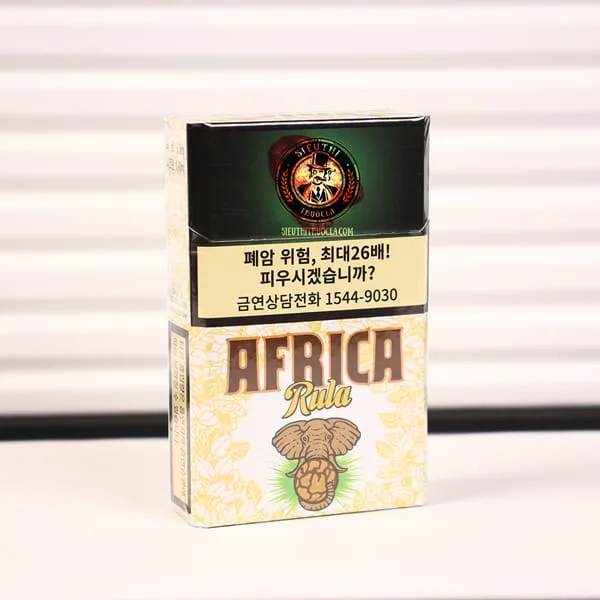 SIEUTHI
THUOCLA
SIEUTHITHUOCLA.COM
폐암 위험, 최대26배!
피우시겠습니까?
금연상담전화 1544-9030
AFRICA
Rula